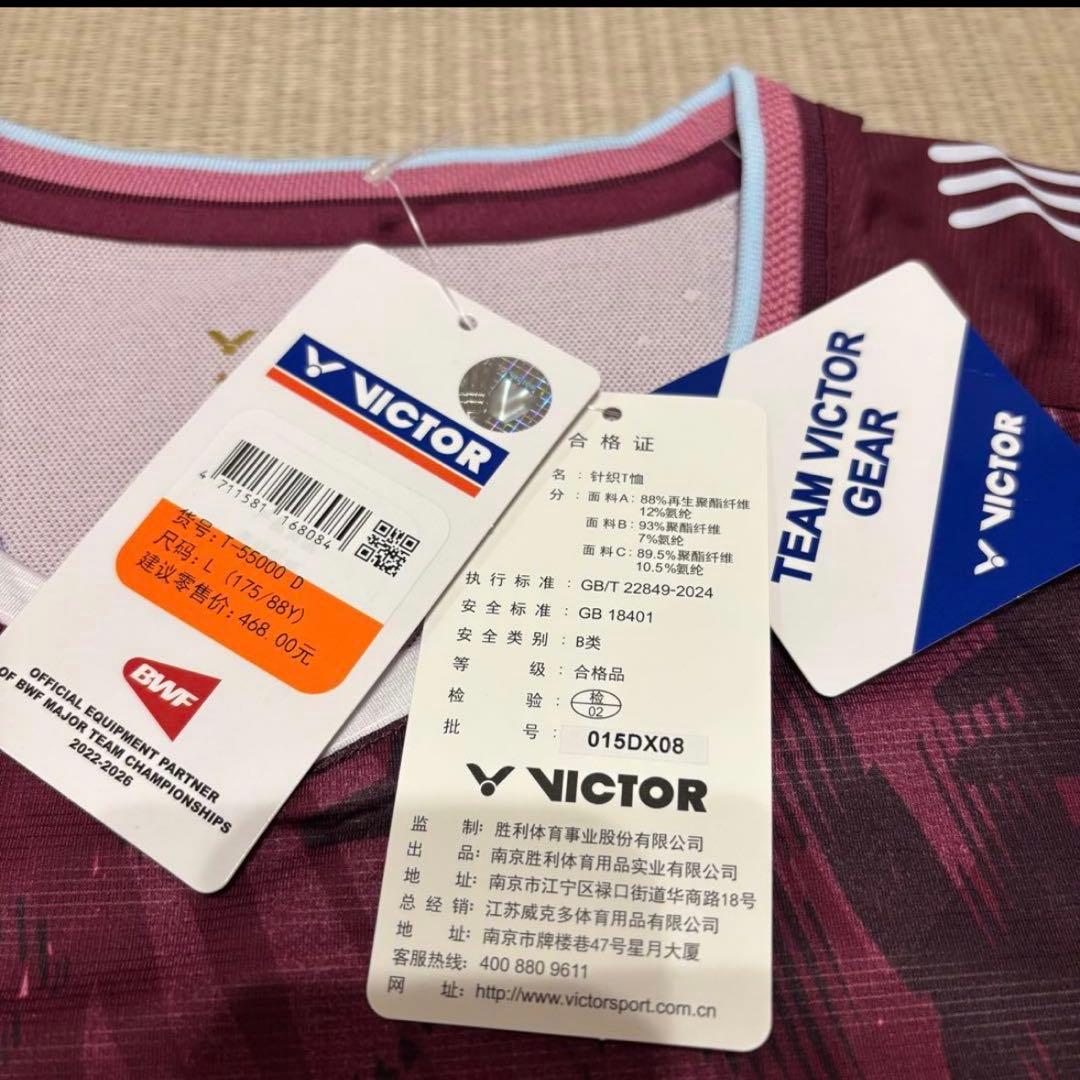 VICTOR
4 711581 168084
货号: T-55000 D
尺码: L (175/88Y)
建议零售价: 468.00元
BWF
OFFICIAL EQUIPMENT PARTNER
OF BWF MAJOR TEAM CHAMPIONSHIPS
2022-2026
合格证
名：针织T恤
分：面料A：88%再生聚酯纤维
12%氨纶
面料B：93%聚酯纤维
7%氨纶
面料C：89.5%聚酯纤维
10.5%氨纶
执行标准：GB/T 22849-2024
安全标准：GB 18401
安全类别：B类
等级：合格品
检验：检
02
批号：015DX08
VICTOR
监制：胜利体育事业股份有限公司
出品：南京胜利体育用品实业有限公司
地址：南京市江宁区禄口街道华商路18号
总经销：江苏威克多体育用品有限公司
地址：南京市牌楼巷47号星月大厦
客服热线：400 880 9611
网址：http://www.victorsport.com.cn
TEAM VICTOR
GEAR
VICTOR